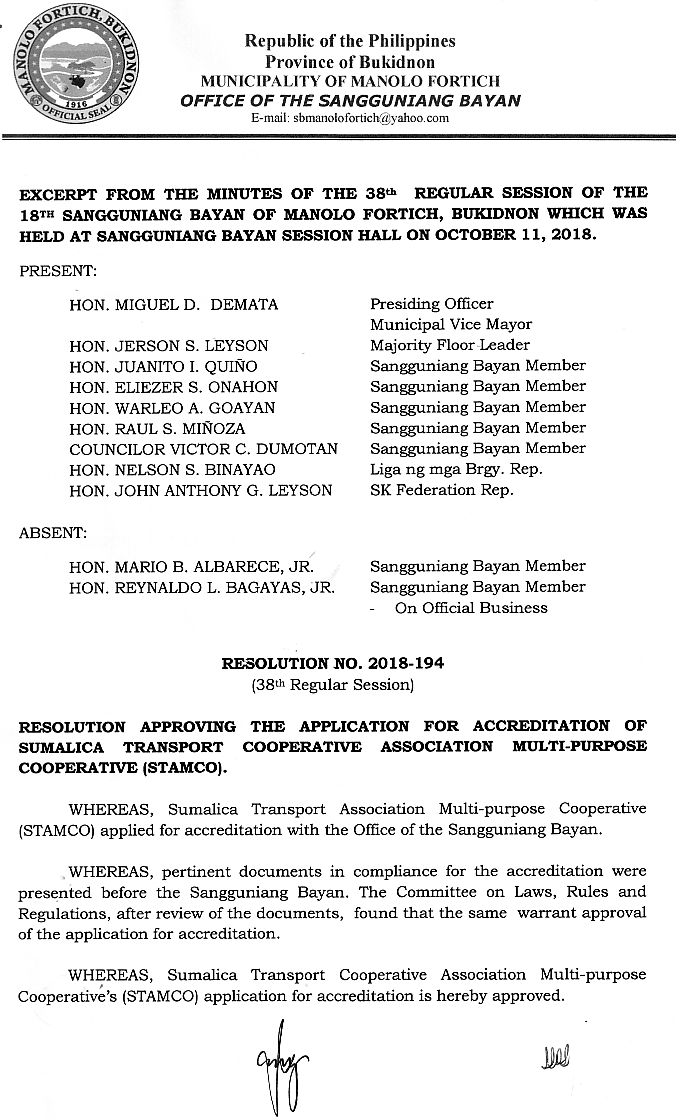 MANOLO FORTICH, BUKIDNON
1916
OFFICIAL SEAL
Republic of the Philippines
Province of Bukidnon
MUNICIPALITY OF MANOLO FORTICH
OFFICE OF THE SANGGUNIANG BAYAN
E-mail: sbmanolofortich@yahoo.com
EXCERPT FROM THE MINUTES OF THE 38th REGULAR SESSION OF THE
18TH SANGGUNIANG BAYAN OF MANOLO FORTICH, BUKIDNON WHICH WAS
HELD AT SANGGUNIANG BAYAN SESSION HALL ON OCTOBER 11, 2018.
PRESENT:
HON. MIGUEL D. DEMATA Presiding Officer
Municipal Vice Mayor
HON. JERSON S. LEYSON Majority Floor Leader
HON. JUANITO I. QUIÑO Sangguniang Bayan Member
HON. ELIEZER S. ONAHON Sangguniang Bayan Member
HON. WARLEO A. GOAYAN Sangguniang Bayan Member
HON. RAUL S. MIÑOZA Sangguniang Bayan Member
COUNCILOR VICTOR C. DUMOTAN Sangguniang Bayan Member
HON. NELSON S. BINAYAO Liga ng mga Brgy. Rep.
HON. JOHN ANTHONY G. LEYSON SK Federation Rep.
ABSENT:
HON. MARIO B. ALBARECE, JR. Sangguniang Bayan Member
HON. REYNALDO L. BAGAYAS, JR. Sangguniang Bayan Member
- On Official Business
RESOLUTION NO. 2018-194
(38th Regular Session)
RESOLUTION APPROVING THE APPLICATION FOR ACCREDITATION OF
SUMALICA TRANSPORT COOPERATIVE ASSOCIATION MULTI-PURPOSE
COOPERATIVE (STAMCO).
WHEREAS, Sumalica Transport Association Multi-purpose Cooperative
(STAMCO) applied for accreditation with the Office of the Sangguniang Bayan.
WHEREAS, pertinent documents in compliance for the accreditation were
presented before the Sangguniang Bayan. The Committee on Laws, Rules and
Regulations, after review of the documents, found that the same warrant approval
of the application for accreditation.
WHEREAS, Sumalica Transport Cooperative Association Multi-purpose
Cooperative's (STAMCO) application for accreditation is hereby approved.